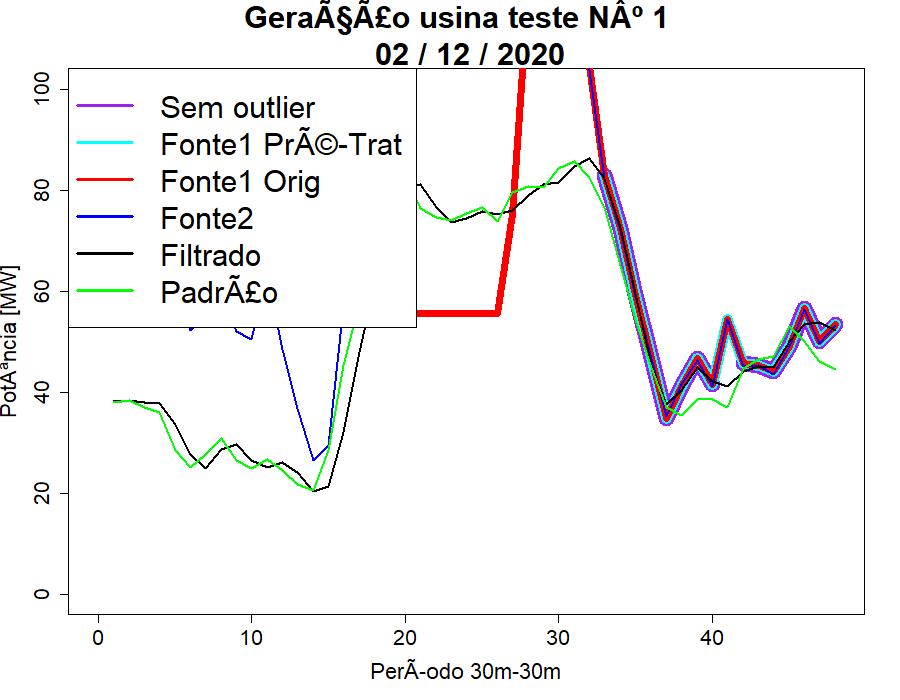 GeraÃ§Ã£o usina teste NÂº 1
02 / 12 / 2020
Sem outlier
Fonte1 PrÃ©-Trat
Fonte1 Orig
Fonte2
Filtrado
PadrÃ£o
PotÃªncia [MW]
100
80
60
40
20
0
0
10
20
30
40
PerÃ-odo 30m-30m